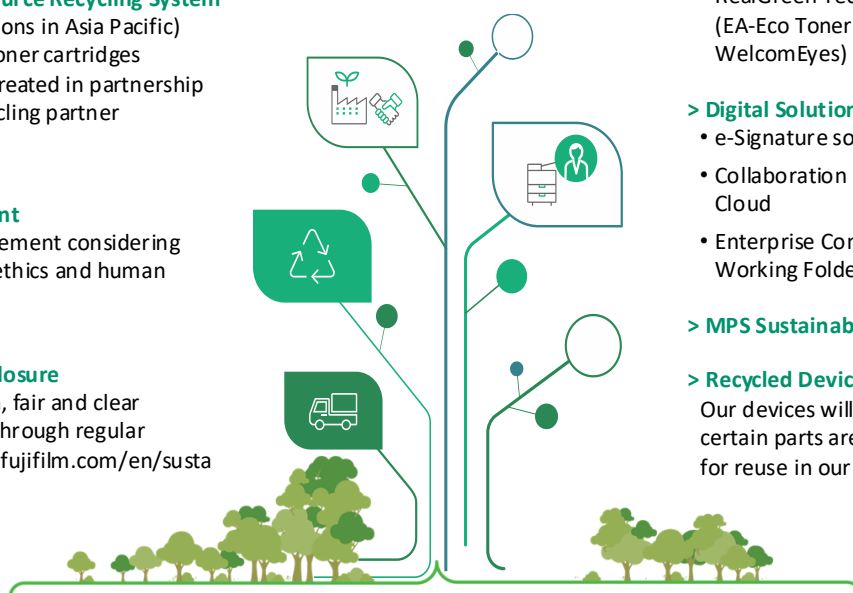 urce Recycling System
ons in Asia Pacific)
oner cartridges
reated in partnership
cling partner
nt
ement considering
ethics and human
losure
, fair and clear
hrough regular
fujifilm.com/en/susta
(EA-Eco Toner
WelcomEyes)
> Digital Solution
• e-Signature so
• Collaboration
Cloud
• Enterprise Con
Working Folde
> MPS Sustainab
> Recycled Devic
Our devices will
certain parts are
for reuse in our